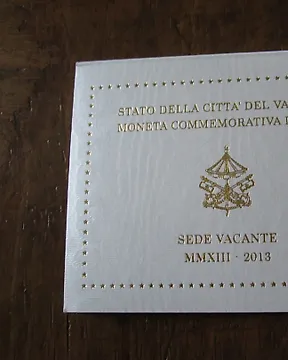 STATO DELLA CITTA' DEL VA
MONETA COMMEMORATIVA
SEDE VACANTE
MMXIII · 2013